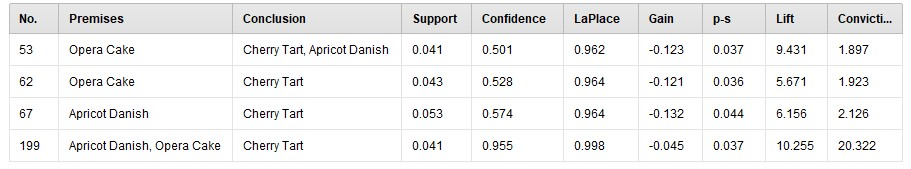 No. Premises Conclusion Support Confidence LaPlace Gain p-s Lift Convicti...
53 Opera Cake Cherry Tart, Apricot Danish 0.041 0.501 0.962 -0.123 0.037 9.431 1.897
62 Opera Cake Cherry Tart 0.043 0.528 0.964 -0.121 0.036 5.671 1.923
67 Apricot Danish Cherry Tart 0.053 0.574 0.964 -0.132 0.044 6.156 2.126
199 Apricot Danish, Opera Cake Cherry Tart 0.041 0.955 0.998 -0.045 0.037 10.255 20.322